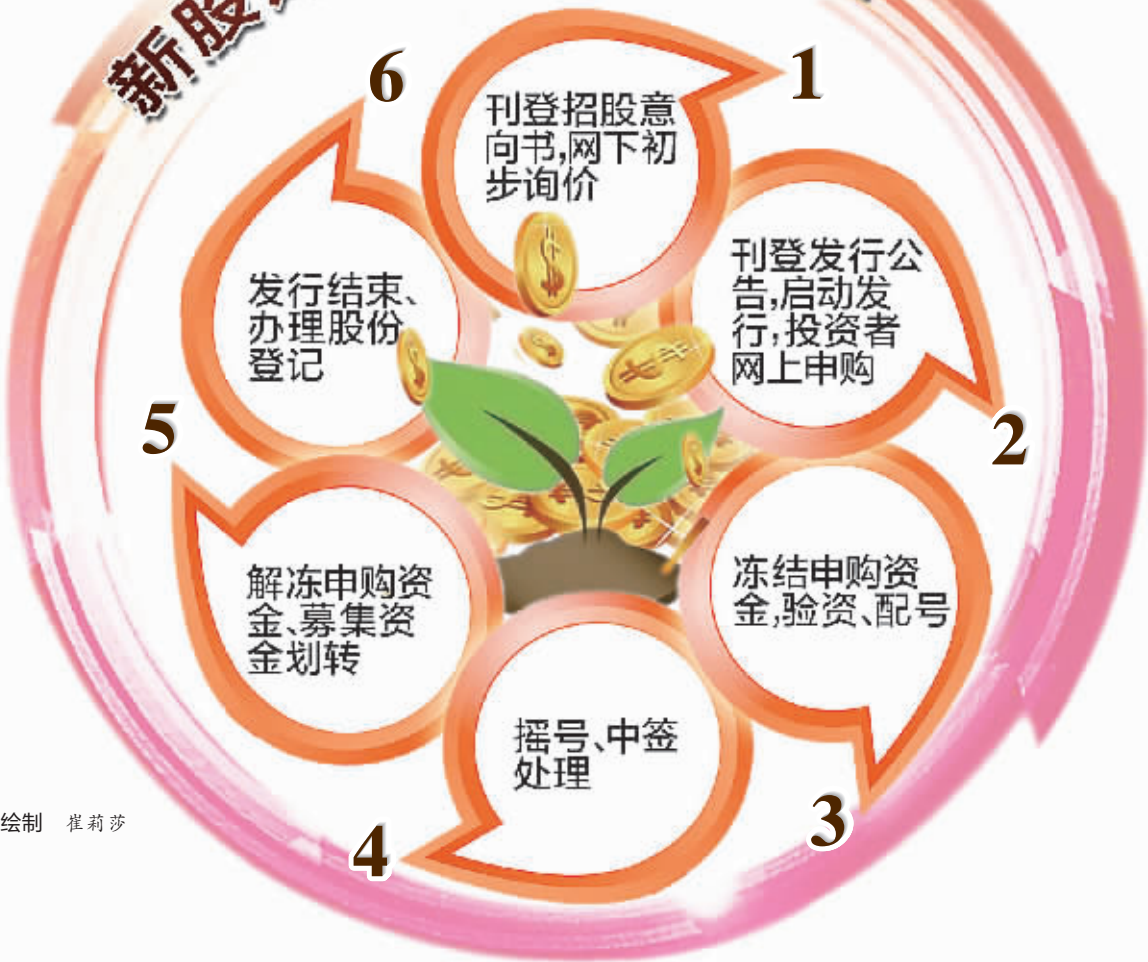 新股
1
刊登招股意
向书,网下初
步询价
2
刊登发行公
告,启动发
行,投资者
网上申购
3
冻结申购资
金,验资、配号
4
摇号、中签
处理
5
解冻申购资
金、募集资
金划转
6
发行结束、
办理股份
登记
绘制 崔莉莎